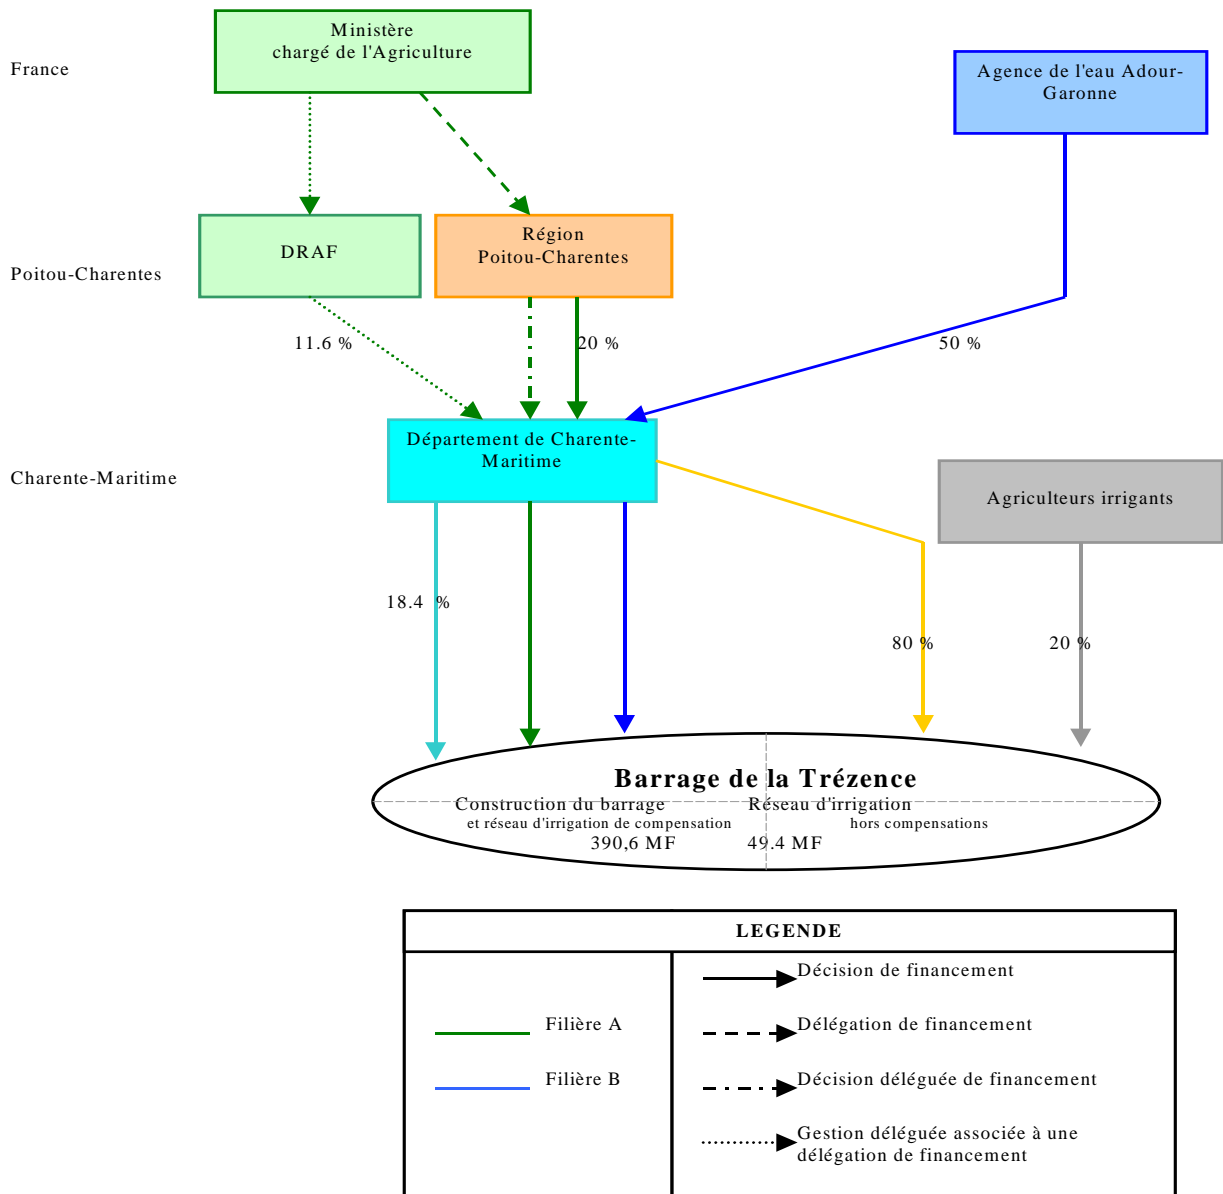 Ministère
chargé de l'Agriculture
France
Agence de l'eau Adour-
Garonne
DRAF
Région
Poitou-Charentes
Poitou-Charentes
11.6 %
20 %
50 %
Département de Charente-
Maritime
Charente-Maritime
Agriculteurs irrigants
18.4 %
80 %
20 %
Barrage de la Trézence
Construction du barrage
et réseau d'irrigation de compensation
390,6 MF
Réseau d'irrigation
hors compensations
49.4 MF
LEGENDE
Filière A
Filière B
Décision de financement
Délégation de financement
Décision déléguée de financement
Gestion déléguée associée à une
délégation de financement